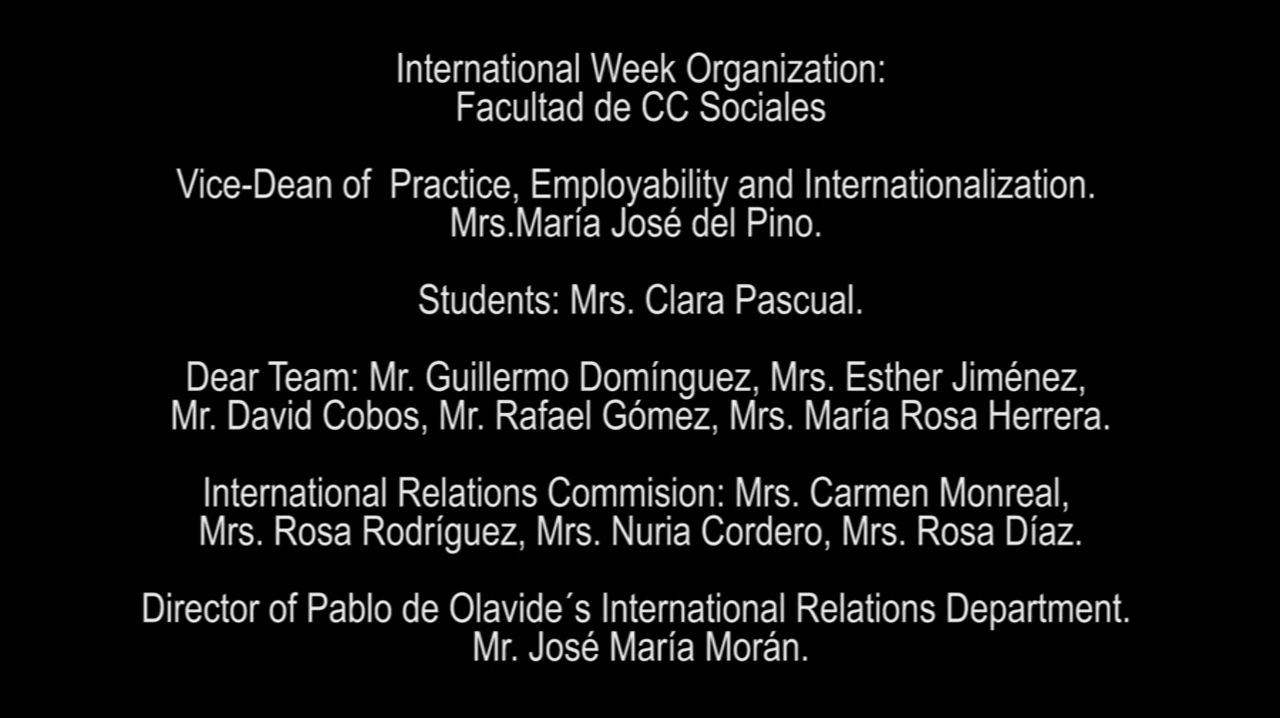 International Week Organization:
Facultad de CC Sociales
Vice-Dean of  Practice, Employability and Internationalization.
Mrs.María José del Pino.
Students: Mrs. Clara Pascual.
Dear Team: Mr. Guillermo Domínguez, Mrs. Esther Jiménez,
Mr. David Cobos, Mr. Rafael Gómez, Mrs. María Rosa Herrera.
International Relations Commision: Mrs. Carmen Monreal,
Mrs. Rosa Rodríguez, Mrs. Nuria Cordero, Mrs. Rosa Díaz.
Director of Pablo de Olavide´s International Relations Department.
Mr. José María Morán.